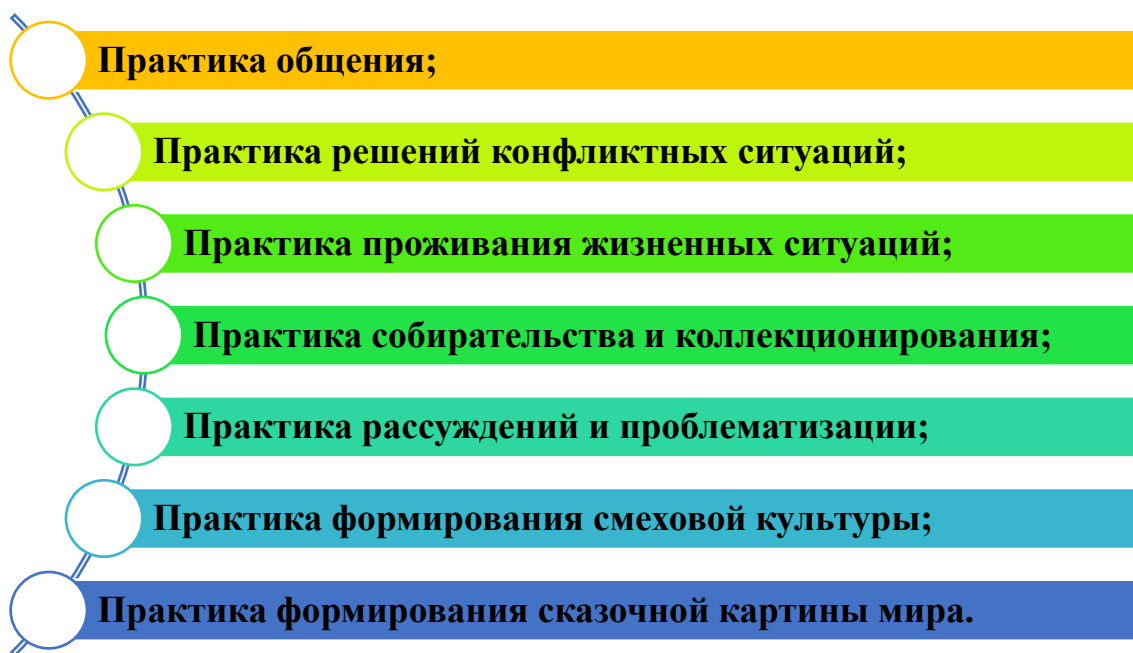 Практика общения;
Практика решений конфликтных ситуаций;
Практика проживания жизненных ситуаций;
Практика собирательства и коллекционирования;
Практика рассуждений и проблематизации;
Практика формирования смеховой культуры;
Практика формирования сказочной картины мира.